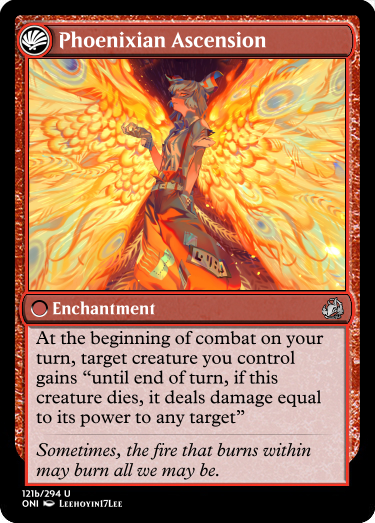 Phoenixian Ascension
Enchantment
At the beginning of combat on your
turn, target creature you control
gains “until end of turn, if this
creature dies, it deals damage equal
to its power to any target”
Sometimes, the fire that burns within
may burn all we may be.
121b/294 U
ONI Leehoyin17Lee